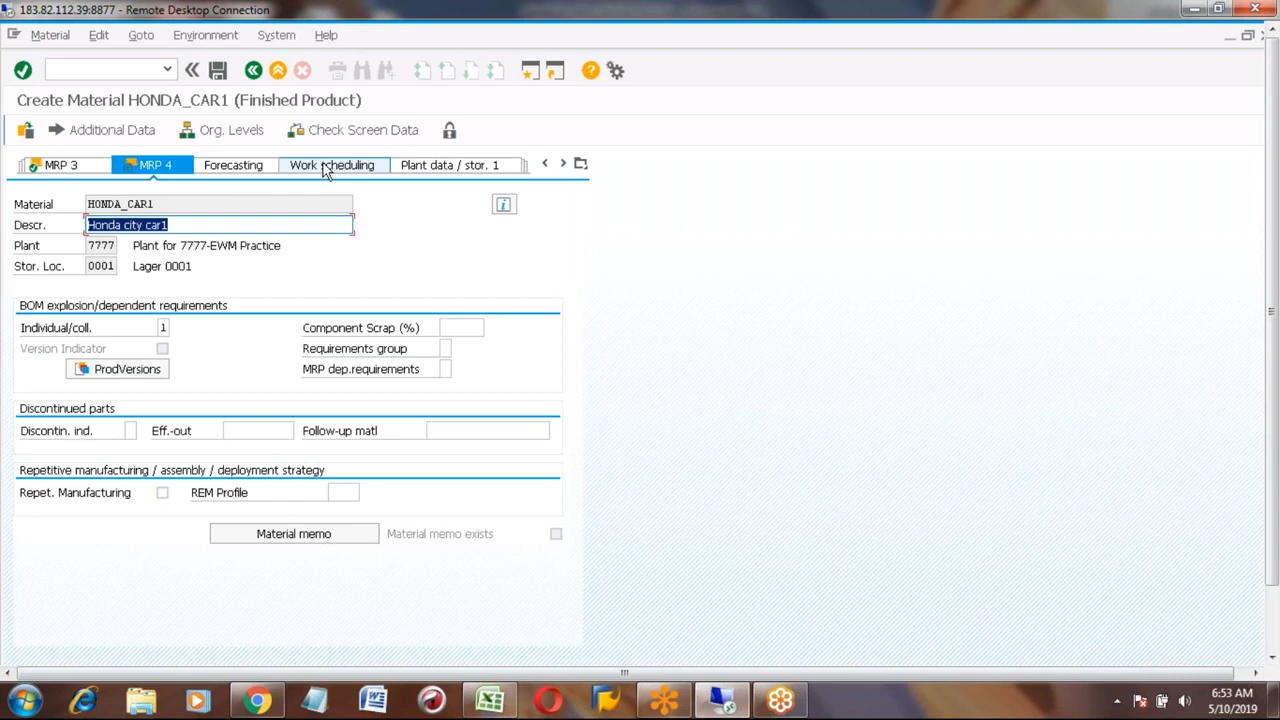 183.82.112.39:8877 - Remote Desktop Connection
Material Edit Goto Environment System Help
Create Material HONDA_CAR1 (Finished Product)
Additional Data Org. Levels Check Screen Data
MRP 3 MRP 4 Forecasting Work scheduling Plant data / stor. 1
Material HONDA_CAR1
Descr. Honda city car1
Plant 7777 Plant for 7777-EWM Practice
Stor. Loc. 0001 Lager 0001
BOM explosion/dependent requirements
Individual/coll. 1 Component Scrap (%)
Version Indicator Requirements group
ProdVersions MRP dep.requirements
Discontinued parts
Discontin. ind. Eff.-out Follow-up matl
Repetitive manufacturing / assembly / deployment strategy
Repet. Manufacturing REM Profile
Material memo Material memo exists
6:53 AM
5/10/2019